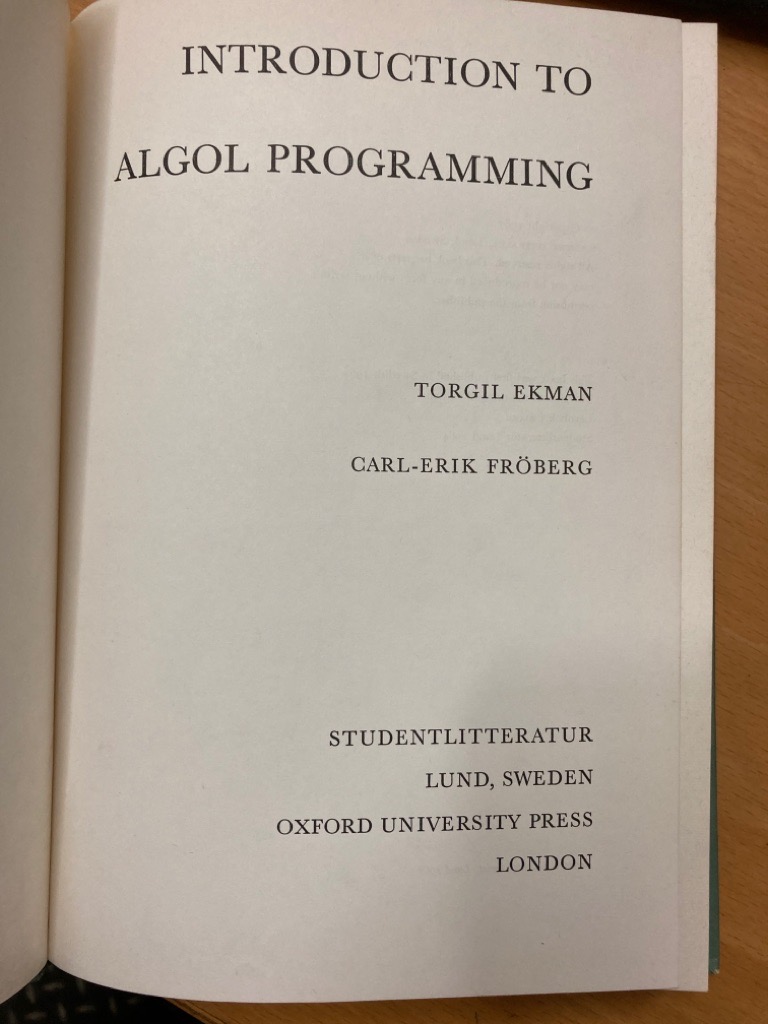 INTRODUCTION TO
ALGOL PROGRAMMING
TORGIL EKMAN
CARL-ERIK FRÖBERG
STUDENTLITTERATUR
LUND, SWEDEN
OXFORD UNIVERSITY PRESS
LONDON